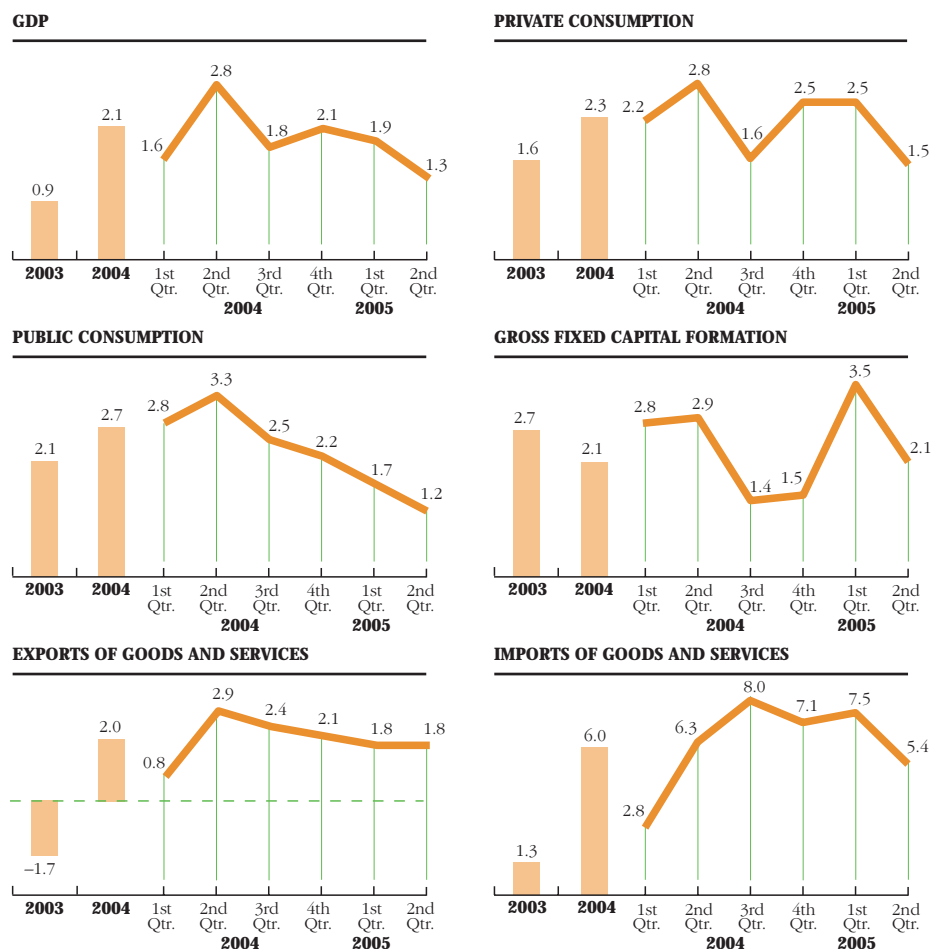 GDP
2.8
2.1
2.1
1.9
1.8
1.6
1.3
0.9
2003 2004 1st 2nd 3rd 4th 1st 2nd
Qtr. Qtr. Qtr. Qtr. Qtr. Qtr.
2004 2005
PRIVATE CONSUMPTION
2.8
2.5 2.5
2.3
2.2
1.6
1.6
1.5
2003 2004 1st 2nd 3rd 4th 1st 2nd
Qtr. Qtr. Qtr. Qtr. Qtr. Qtr.
2004 2005
PUBLIC CONSUMPTION
3.3
2.8
2.7
2.5
2.2
2.1
1.7
1.2
2003 2004 1st 2nd 3rd 4th 1st 2nd
Qtr. Qtr. Qtr. Qtr. Qtr. Qtr.
2004 2005
GROSS FIXED CAPITAL FORMATION
3.5
2.8 2.9
2.7
2.1 2.1
1.4 1.5
2003 2004 1st 2nd 3rd 4th 1st 2nd
Qtr. Qtr. Qtr. Qtr. Qtr. Qtr.
2004 2005
EXPORTS OF GOODS AND SERVICES
2.9
2.4
2.0 2.1
1.8 1.8
0.8
–1.7
2003 2004 1st 2nd 3rd 4th 1st 2nd
Qtr. Qtr. Qtr. Qtr. Qtr. Qtr.
2004 2005
IMPORTS OF GOODS AND SERVICES
8.0
7.1 7.5
6.3
6.0
5.4
2.8
1.3
2003 2004 1st 2nd 3rd 4th 1st 2nd
Qtr. Qtr. Qtr. Qtr. Qtr. Qtr.
2004 2005